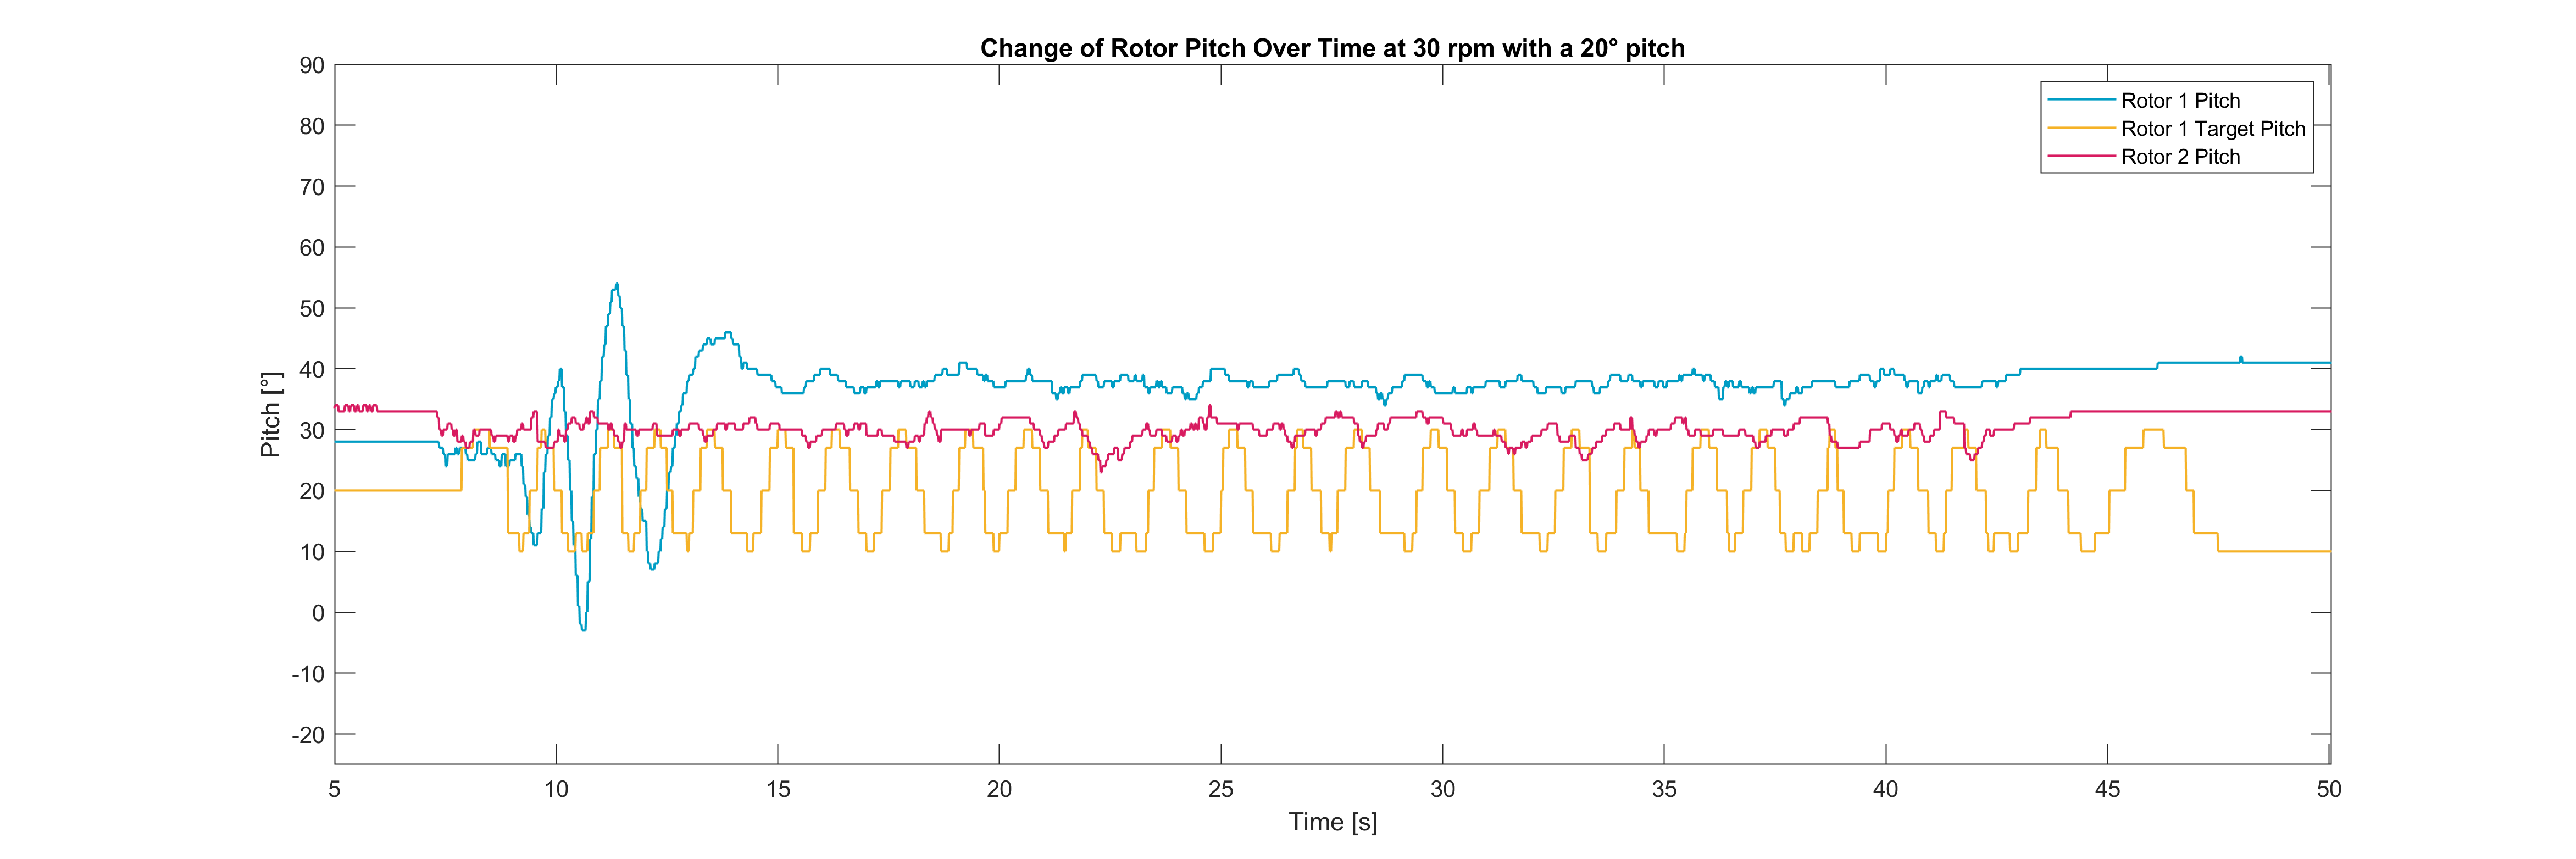 Change of Rotor Pitch Over Time at 30 rpm with a 20° pitch
90
80
70
60
50
40
30
20
10
0
-10
-20
Pitch [°]
Rotor 1 Pitch
Rotor 1 Target Pitch
Rotor 2 Pitch
5 10 15 20 25 30 35 40 45 50
Time [s]